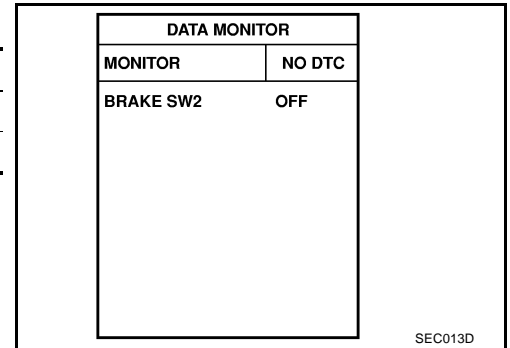 DATA MONITOR
MONITOR NO DTC
BRAKE SW2 OFF
SEC013D